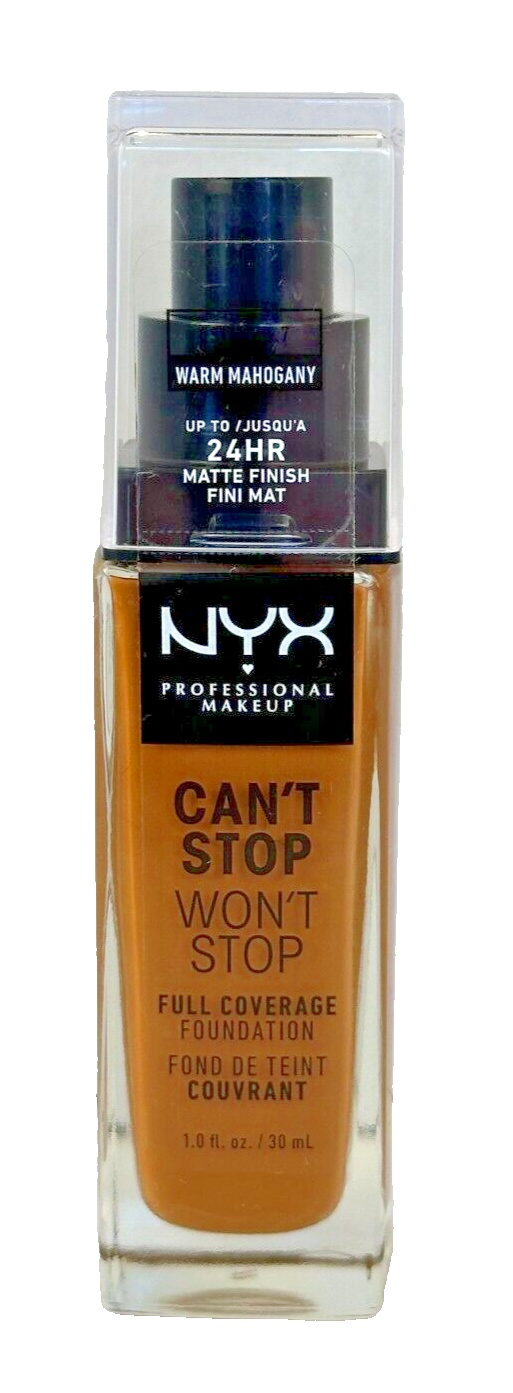 WARM MAHOGANY
UP TO /JUSQU'A
24HR
MATTE FINISH
FINI MAT
NYX
PROFESSIONAL
MAKEUP
CAN'T
STOP
WON'T
STOP
FULL COVERAGE
FOUNDATION
FOND DE TEINT
COUVRANT
1.0 fl. oz. / 30 mL